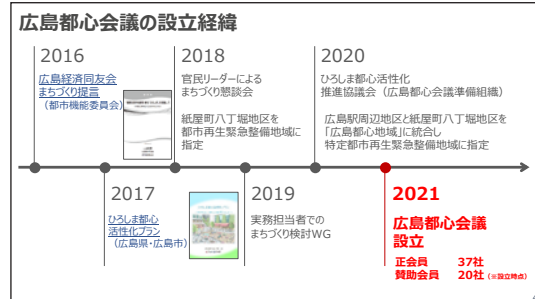 広島都心会議の設立経緯
2016
広島経済同友会
まちづくり提言
（都市機能委員会）
2018
官民リーダーによる
まちづくり懇談会
紙屋町八丁堀地区を
都市再生緊急整備地域に
指定
2020
ひろしま都心活性化
推進協議会（広島都心会議準備組織）
広島駅周辺地区と紙屋町八丁堀地区を
「広島都心地域」に統合し
特定都市再生緊急整備地域に指定
2017
ひろしま都心
活性化プラン
（広島県・広島市）
2019
実務担当者での
まちづくり検討WG
2021
広島都心会議
設立
正会員 37社
賛助会員 20社（※設立時点）